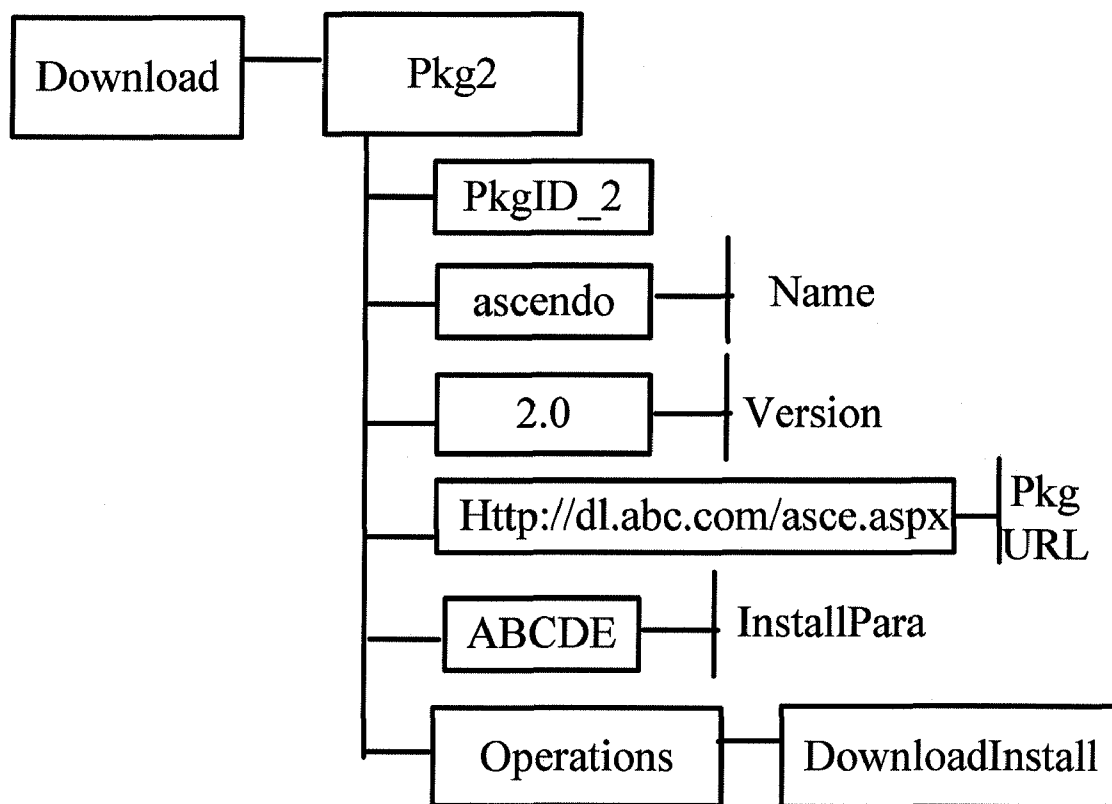 Download
Pkg2
PkgID_2
ascendo
Name
2.0
Version
Http://dl.abc.com/asce.aspx
Pkg
URL
ABCDE
InstallPara
Operations
DownloadInstall